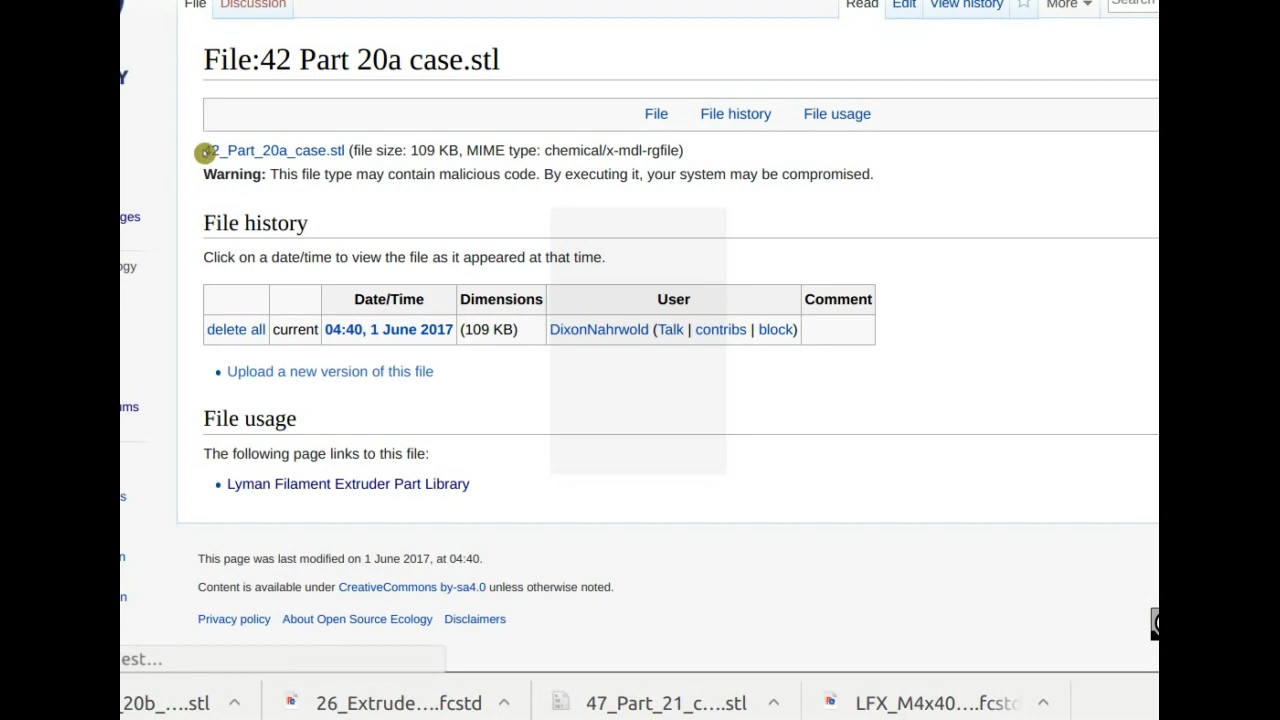 File Discussion Read Edit View history More
Y
File:42 Part 20a case.stl
File File history File usage
42_Part_20a_case.stl (file size: 109 KB, MIME type: chemical/x-mdl-rgfile)
Warning: This file type may contain malicious code. By executing it, your system may be compromised.
ges
File history
Click on a date/time to view the file as it appeared at that time.
ogy
Date/Time Dimensions User Comment
delete all current 04:40, 1 June 2017 (109 KB) DixonNahrwold (Talk | contribs | block)
• Upload a new version of this file
ums
File usage
The following page links to this file:
• Lyman Filament Extruder Part Library
s
This page was last modified on 1 June 2017, at 04:40.
n
Content is available under CreativeCommons by-sa4.0 unless otherwise noted.
n
Privacy policy About Open Source Ecology Disclaimers
est...
_20b_....stl 26_Extrude....fcstd 47_Part_21_c....stl LFX_M4x40....fcstd